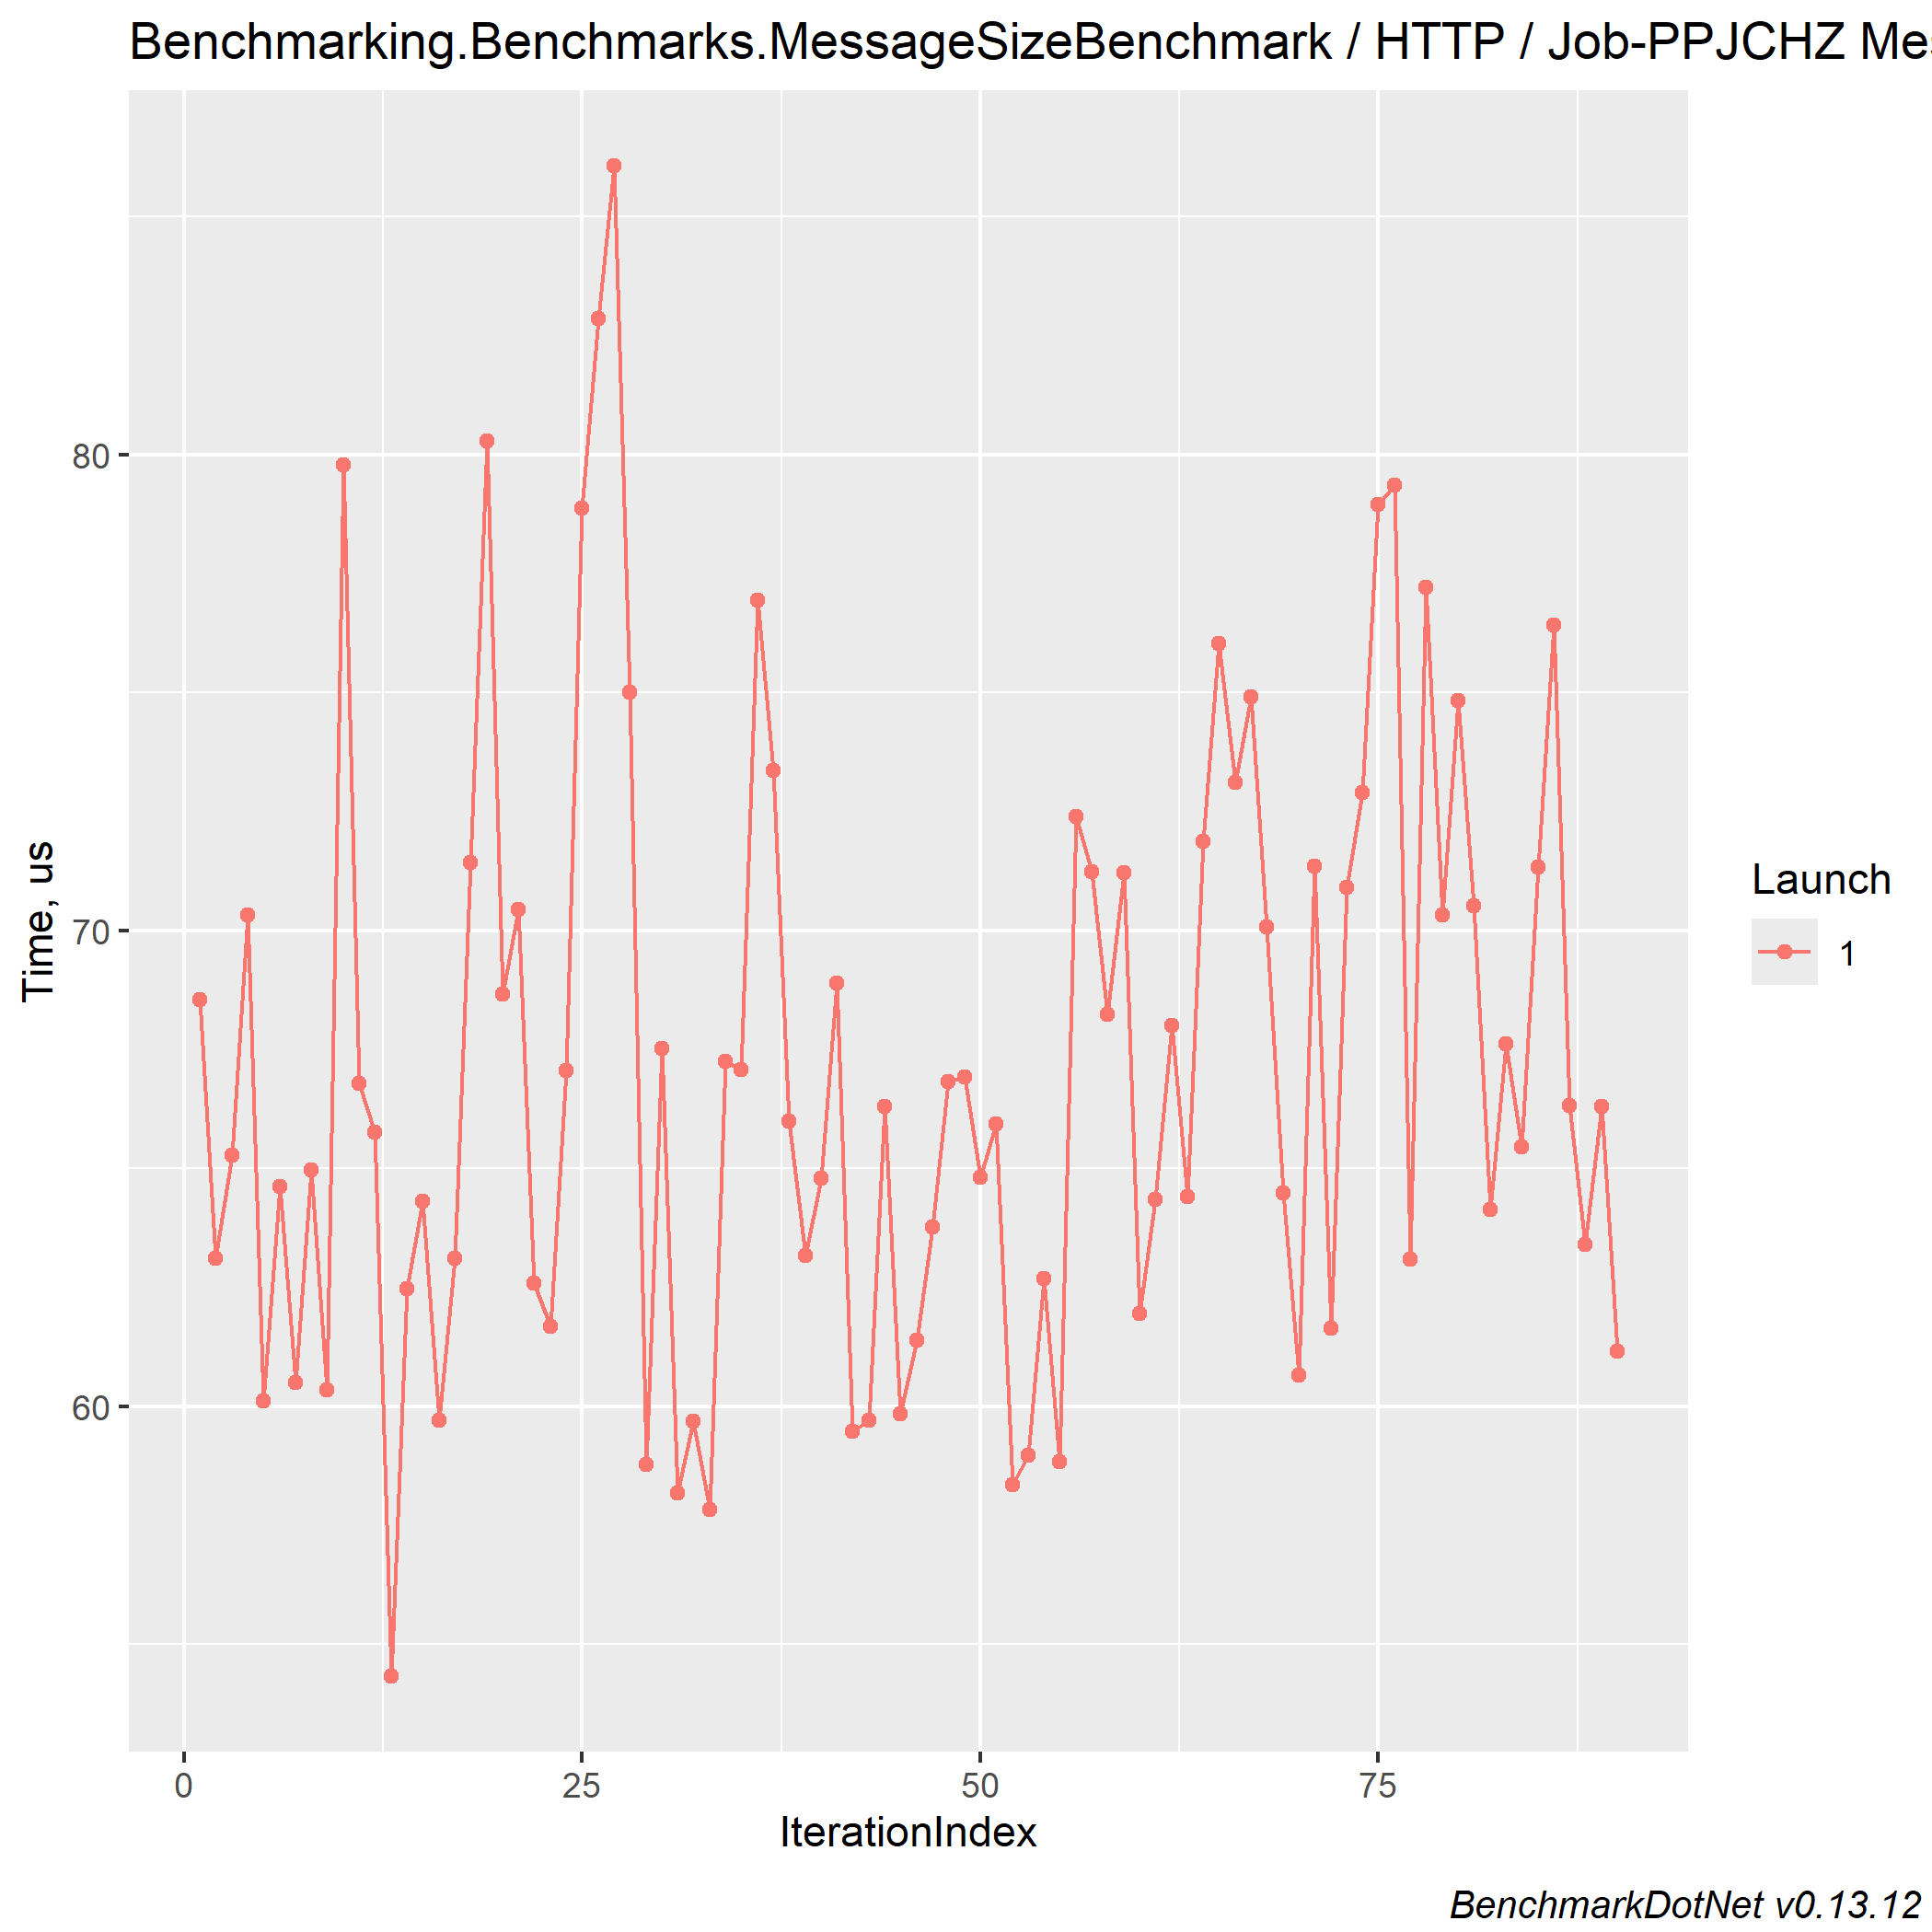 Benchmarking.Benchmarks.MessageSizeBenchmark / HTTP / Job-PPJCHZ
80
70
60
Time, us
0 25 50 75
IterationIndex
Launch
1
BenchmarkDotNet v0.13.12